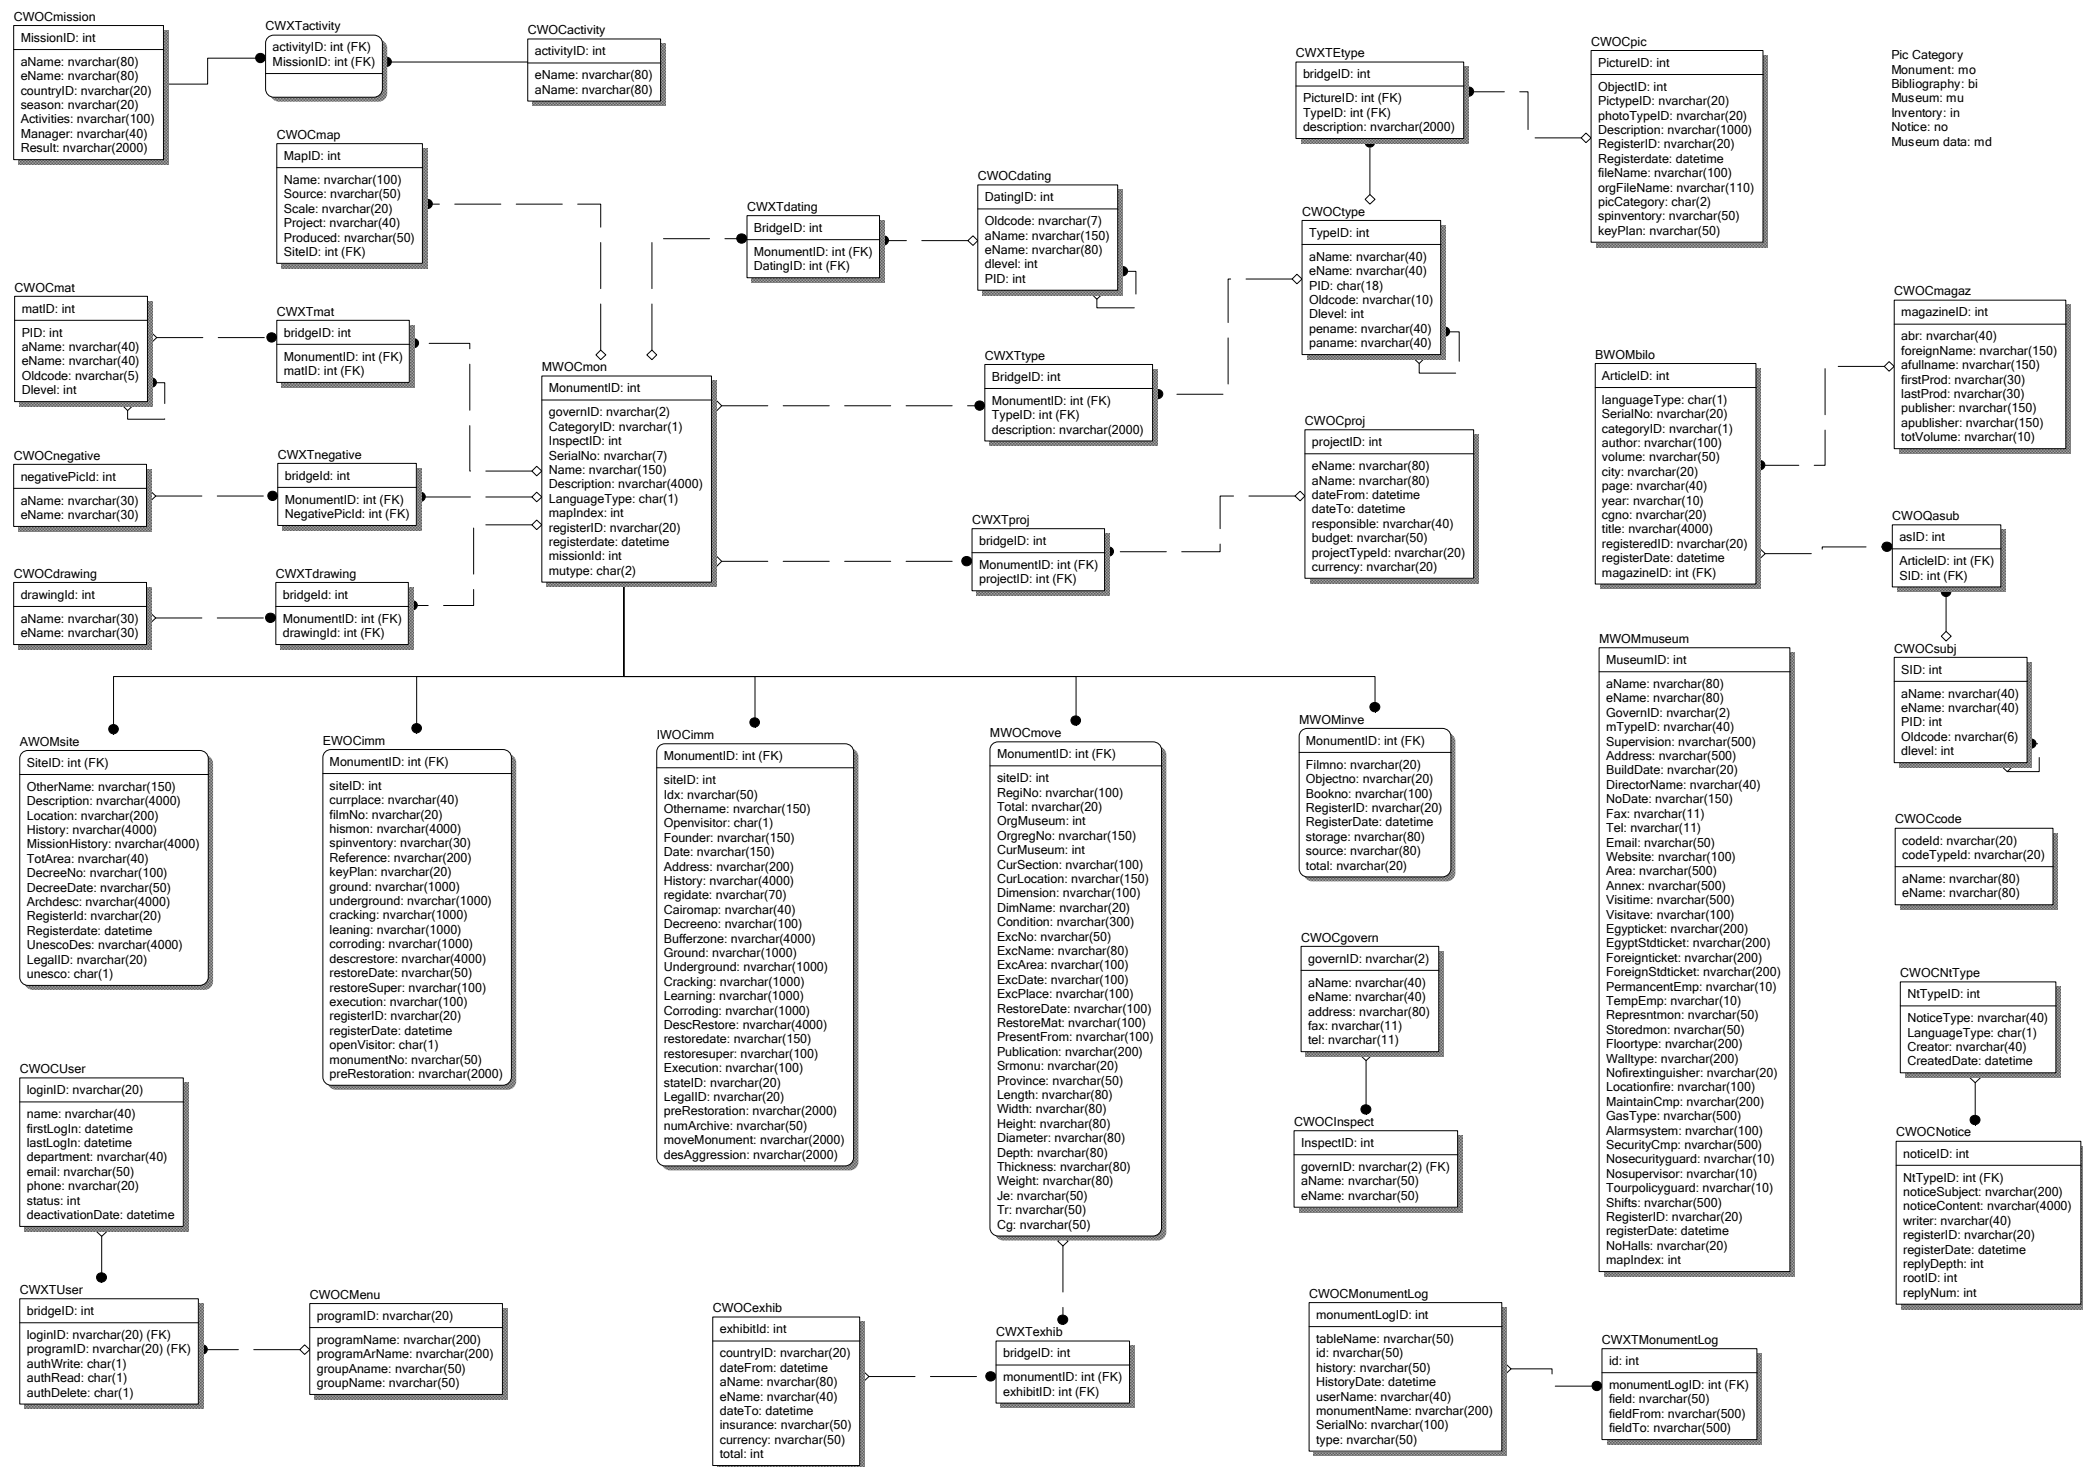 CWOCmission
MissionID: int
aName: nvarchar(80)
eName: nvarchar(80)
countryID: nvarchar(20)
season: nvarchar(20)
Activities: nvarchar(100)
Manager: nvarchar(40)
Result: nvarchar(2000)
CWXTactivity
activityID: int (FK)
MissionID: int (FK)
CWOCactivity
activityID: int
eName: nvarchar(80)
aName: nvarchar(80)
CWOCmap
MapID: int
Name: nvarchar(100)
Source: nvarchar(50)
Scale: nvarchar(20)
Project: nvarchar(40)
Produced: nvarchar(50)
SiteID: int (FK)
CWXTdating
BridgeID: int
MonumentID: int (FK)
DatingID: int (FK)
CWOCdating
DatingID: int
Oldcode: nvarchar(7)
aName: nvarchar(150)
eName: nvarchar(80)
dlevel: int
PID: int
CWXTEtype
bridgeID: int
PictureID: int (FK)
TypeID: int (FK)
description: nvarchar(2000)
CWOCpic
PictureID: int
ObjectID: int
PictypeID: nvarchar(20)
photoTypeID: nvarchar(20)
Description: nvarchar(1000)
RegisterID: nvarchar(20)
Registerdate: datetime
fileName: nvarchar(100)
orgFileName: nvarchar(110)
picCategory: char(2)
spinventory: nvarchar(50)
keyPlan: nvarchar(50)
Pic Category
Monument: mo
Bibliography: bi
Museum: mu
Inventory: in
Notice: no
Museum data: md
CWOCtype
TypeID: int
aName: nvarchar(40)
eName: nvarchar(40)
PID: char(18)
Oldcode: nvarchar(10)
Dlevel: int
pename: nvarchar(40)
paname: nvarchar(40)
CWOCmat
matID: int
PID: int
aName: nvarchar(40)
eName: nvarchar(40)
Oldcode: nvarchar(5)
Dlevel: int
CWXTmat
bridgeID: int
MonumentID: int (FK)
matID: int (FK)
MWOCmon
MonumentID: int
governID: nvarchar(2)
CategoryID: nvarchar(1)
InspectID: int
SerialNo: nvarchar(7)
Name: nvarchar(150)
Description: nvarchar(4000)
LanguageType: char(1)
mapIndex: int
registerID: nvarchar(20)
registerdate: datetime
missionId: int
mutype: char(2)
CWXTtype
BridgeID: int
MonumentID: int (FK)
TypeID: int (FK)
description: nvarchar(2000)
CWOCproj
projectID: int
eName: nvarchar(80)
aName: nvarchar(80)
dateFrom: datetime
dateTo: datetime
responsible: nvarchar(40)
budget: nvarchar(50)
projectTypeId: nvarchar(20)
currency: nvarchar(20)
CWXTproj
bridgeID: int
MonumentID: int (FK)
projectID: int (FK)
BWOMbilo
ArticleID: int
languageType: char(1)
SerialNo: nvarchar(20)
categoryID: nvarchar(1)
author: nvarchar(100)
volume: nvarchar(50)
city: nvarchar(20)
page: nvarchar(40)
year: nvarchar(10)
cgno: nvarchar(20)
title: nvarchar(4000)
registeredID: nvarchar(20)
registerDate: datetime
magazineID: int (FK)
CWOCmagaz
magazineID: int
abr: nvarchar(40)
foreignName: nvarchar(150)
afullname: nvarchar(150)
firstProd: nvarchar(30)
lastProd: nvarchar(30)
publisher: nvarchar(150)
apublisher: nvarchar(150)
totVolume: nvarchar(10)
CWOQasub
asID: int
ArticleID: int (FK)
SID: int (FK)
CWOCsubj
SID: int
aName: nvarchar(40)
eName: nvarchar(40)
PID: int
Oldcode: nvarchar(6)
dlevel: int
CWOCnegative
negativePicId: int
aName: nvarchar(30)
eName: nvarchar(30)
CWXTnegative
bridgeId: int
MonumentID: int (FK)
NegativePicId: int (FK)
CWOCdrawing
drawingId: int
aName: nvarchar(30)
eName: nvarchar(30)
CWXTdrawing
bridgeId: int
MonumentID: int (FK)
drawingId: int (FK)
AWOMsite
SiteID: int (FK)
OtherName: nvarchar(150)
Description: nvarchar(4000)
Location: nvarchar(200)
History: nvarchar(4000)
MissionHistory: nvarchar(4000)
TotArea: nvarchar(40)
DecreeNo: nvarchar(100)
DecreeDate: nvarchar(50)
Archdesc: nvarchar(4000)
RegisterId: nvarchar(20)
Registerdate: datetime
UnescoDes: nvarchar(4000)
LegalID: nvarchar(20)
unesco: char(1)
EWOCimm
MonumentID: int (FK)
siteID: int
currplace: nvarchar(40)
filmNo: nvarchar(20)
hismon: nvarchar(4000)
spinventory: nvarchar(30)
Reference: nvarchar(200)
keyPlan: nvarchar(20)
ground: nvarchar(1000)
underground: nvarchar(1000)
cracking: nvarchar(1000)
leaning: nvarchar(1000)
corroding: nvarchar(1000)
descrestore: nvarchar(4000)
restoreDate: nvarchar(50)
restoreSuper: nvarchar(100)
execution: nvarchar(100)
registerID: nvarchar(20)
registerDate: datetime
openVisitor: char(1)
monumentNo: nvarchar(50)
preRestoration: nvarchar(2000)
IWOCimm
MonumentID: int (FK)
siteID: int
Idx: nvarchar(50)
Othername: nvarchar(150)
Openvisitor: char(1)
Founder: nvarchar(150)
Date: nvarchar(150)
Address: nvarchar(200)
History: nvarchar(4000)
regidate: nvarchar(70)
Cairomap: nvarchar(40)
Decreeno: nvarchar(100)
Bufferzone: nvarchar(4000)
Ground: nvarchar(1000)
Underground: nvarchar(1000)
Cracking: nvarchar(1000)
Learning: nvarchar(1000)
Corroding: nvarchar(1000)
DescRestore: nvarchar(4000)
restoredate: nvarchar(150)
restoresuper: nvarchar(100)
Execution: nvarchar(100)
stateID: nvarchar(20)
LegalID: nvarchar(20)
preRestoration: nvarchar(2000)
numArchive: nvarchar(50)
moveMonument: nvarchar(2000)
desAggression: nvarchar(2000)
MWOCmove
MonumentID: int (FK)
siteID: int
RegiNo: nvarchar(100)
Total: nvarchar(20)
OrgMuseum: int
OrgregNo: nvarchar(150)
CurMuseum: int
CurSection: nvarchar(100)
CurLocation: nvarchar(150)
Dimension: nvarchar(100)
DimName: nvarchar(20)
Condition: nvarchar(300)
ExcNo: nvarchar(50)
ExcName: nvarchar(80)
ExcArea: nvarchar(100)
ExcDate: nvarchar(100)
ExcPlace: nvarchar(100)
RestoreDate: nvarchar(100)
RestoreMat: nvarchar(100)
PresentFrom: nvarchar(100)
Publication: nvarchar(200)
Srmonu: nvarchar(20)
Province: nvarchar(50)
Length: nvarchar(80)
Width: nvarchar(80)
Height: nvarchar(80)
Diameter: nvarchar(80)
Depth: nvarchar(80)
Thickness: nvarchar(80)
Weight: nvarchar(80)
Je: nvarchar(50)
Tr: nvarchar(50)
Cg: nvarchar(50)
MWOMinve
MonumentID: int (FK)
Filmno: nvarchar(20)
Objectno: nvarchar(20)
Bookno: nvarchar(100)
RegisterID: nvarchar(20)
RegisterDate: datetime
storage: nvarchar(80)
source: nvarchar(80)
total: nvarchar(20)
CWOCgovern
governID: nvarchar(2)
aName: nvarchar(40)
eName: nvarchar(40)
address: nvarchar(80)
fax: nvarchar(11)
tel: nvarchar(11)
CWOCInspect
InspectID: int
governID: nvarchar(2) (FK)
aName: nvarchar(50)
eName: nvarchar(50)
MWOMmuseum
MuseumID: int
aName: nvarchar(80)
eName: nvarchar(80)
GovernID: nvarchar(2)
mTypeID: nvarchar(40)
Supervision: nvarchar(500)
Address: nvarchar(500)
BuildDate: nvarchar(20)
DirectorName: nvarchar(40)
NoDate: nvarchar(150)
Fax: nvarchar(11)
Tel: nvarchar(11)
Email: nvarchar(50)
Website: nvarchar(100)
Area: nvarchar(500)
Annex: nvarchar(500)
Visitime: nvarchar(500)
Visitave: nvarchar(100)
Egypticket: nvarchar(200)
EgyptStdticket: nvarchar(200)
Foreignticket: nvarchar(200)
ForeignStdticket: nvarchar(200)
PermancentEmp: nvarchar(10)
TempEmp: nvarchar(10)
Represntmon: nvarchar(50)
Storedmon: nvarchar(50)
Floortype: nvarchar(200)
Walltype: nvarchar(200)
Nofirextinguisher: nvarchar(20)
Locationfire: nvarchar(100)
MaintainCmp: nvarchar(200)
GasType: nvarchar(500)
Alarmsystem: nvarchar(100)
SecurityCmp: nvarchar(500)
Nosecurityguard: nvarchar(10)
Nosupervisor: nvarchar(10)
Tourpolicyguard: nvarchar(10)
Shifts: nvarchar(500)
RegisterID: nvarchar(20)
registerDate: datetime
NoHalls: nvarchar(20)
mapIndex: int
CWOCcode
codeId: nvarchar(20)
codeTypeId: nvarchar(20)
aName: nvarchar(80)
eName: nvarchar(80)
CWOCNtType
NtTypeID: int
NoticeType: nvarchar(40)
LanguageType: char(1)
Creator: nvarchar(40)
CreatedDate: datetime
CWOCNotice
noticeID: int
NtTypeID: int (FK)
noticeSubject: nvarchar(200)
noticeContent: nvarchar(4000)
writer: nvarchar(40)
registerID: nvarchar(20)
registerDate: datetime
replyDepth: int
rootID: int
replyNum: int
CWOCUser
loginID: nvarchar(20)
name: nvarchar(40)
firstLogIn: datetime
lastLogIn: datetime
department: nvarchar(40)
email: nvarchar(50)
phone: nvarchar(20)
status: int
deactivationDate: datetime
CWXTUser
bridgeID: int
loginID: nvarchar(20) (FK)
programID: nvarchar(20) (FK)
authWrite: char(1)
authRead: char(1)
authDelete: char(1)
CWOCMenu
programID: nvarchar(20)
programName: nvarchar(200)
programArName: nvarchar(200)
groupAname: nvarchar(50)
groupName: nvarchar(50)
CWOCexhib
exhibitId: int
countryID: nvarchar(20)
dateFrom: datetime
aName: nvarchar(80)
eName: nvarchar(40)
dateTo: datetime
insurance: nvarchar(50)
currency: nvarchar(50)
total: int
CWXTexhib
bridgeID: int
monumentID: int (FK)
exhibitID: int (FK)
CWOCMonumentLog
monumentLogID: int
tableName: nvarchar(50)
id: nvarchar(50)
history: nvarchar(50)
HistoryDate: datetime
userName: nvarchar(40)
monumentName: nvarchar(200)
SerialNo: nvarchar(100)
type: nvarchar(50)
CWXTMonumentLog
id: int
monumentLogID: int (FK)
field: nvarchar(50)
fieldFrom: nvarchar(500)
fieldTo: nvarchar(500)